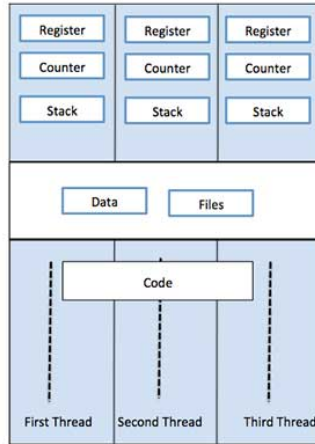 Register Register Register
Counter Counter Counter
Stack Stack Stack
Data Files
Code
First Thread Second Thread Third Thread